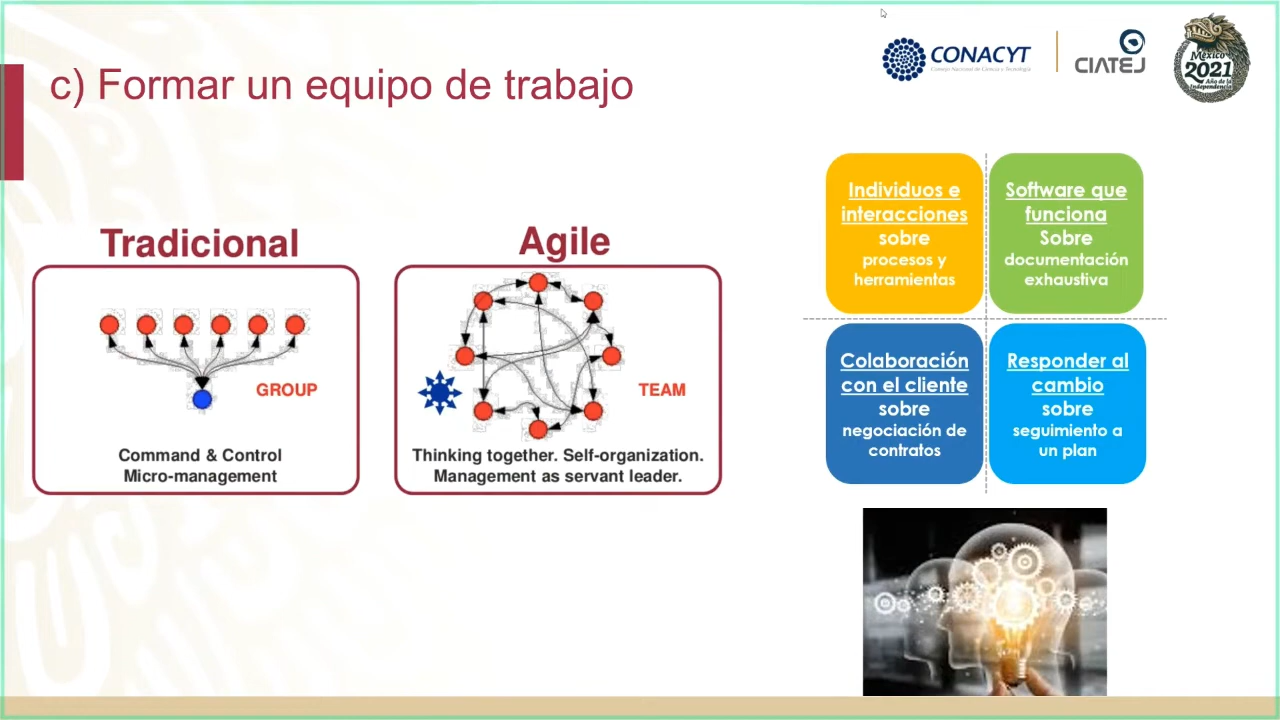 c) Formar un equipo de trabajo
CONACYT
Consejo Nacional de Ciencia y Tecnología
CIATEJ
México
2021
Año de la
Independencia
Tradicional
GROUP
Command & Control
Micro-management
Agile
TEAM
Thinking together. Self-organization.
Management as servant leader.
Individuos e
interacciones
sobre
procesos y
herramientas
Software que
funciona
Sobre
documentación
exhaustiva
Colaboración
con el cliente
sobre
negociación de
contratos
Responder al
cambio
sobre
seguimiento a
un plan